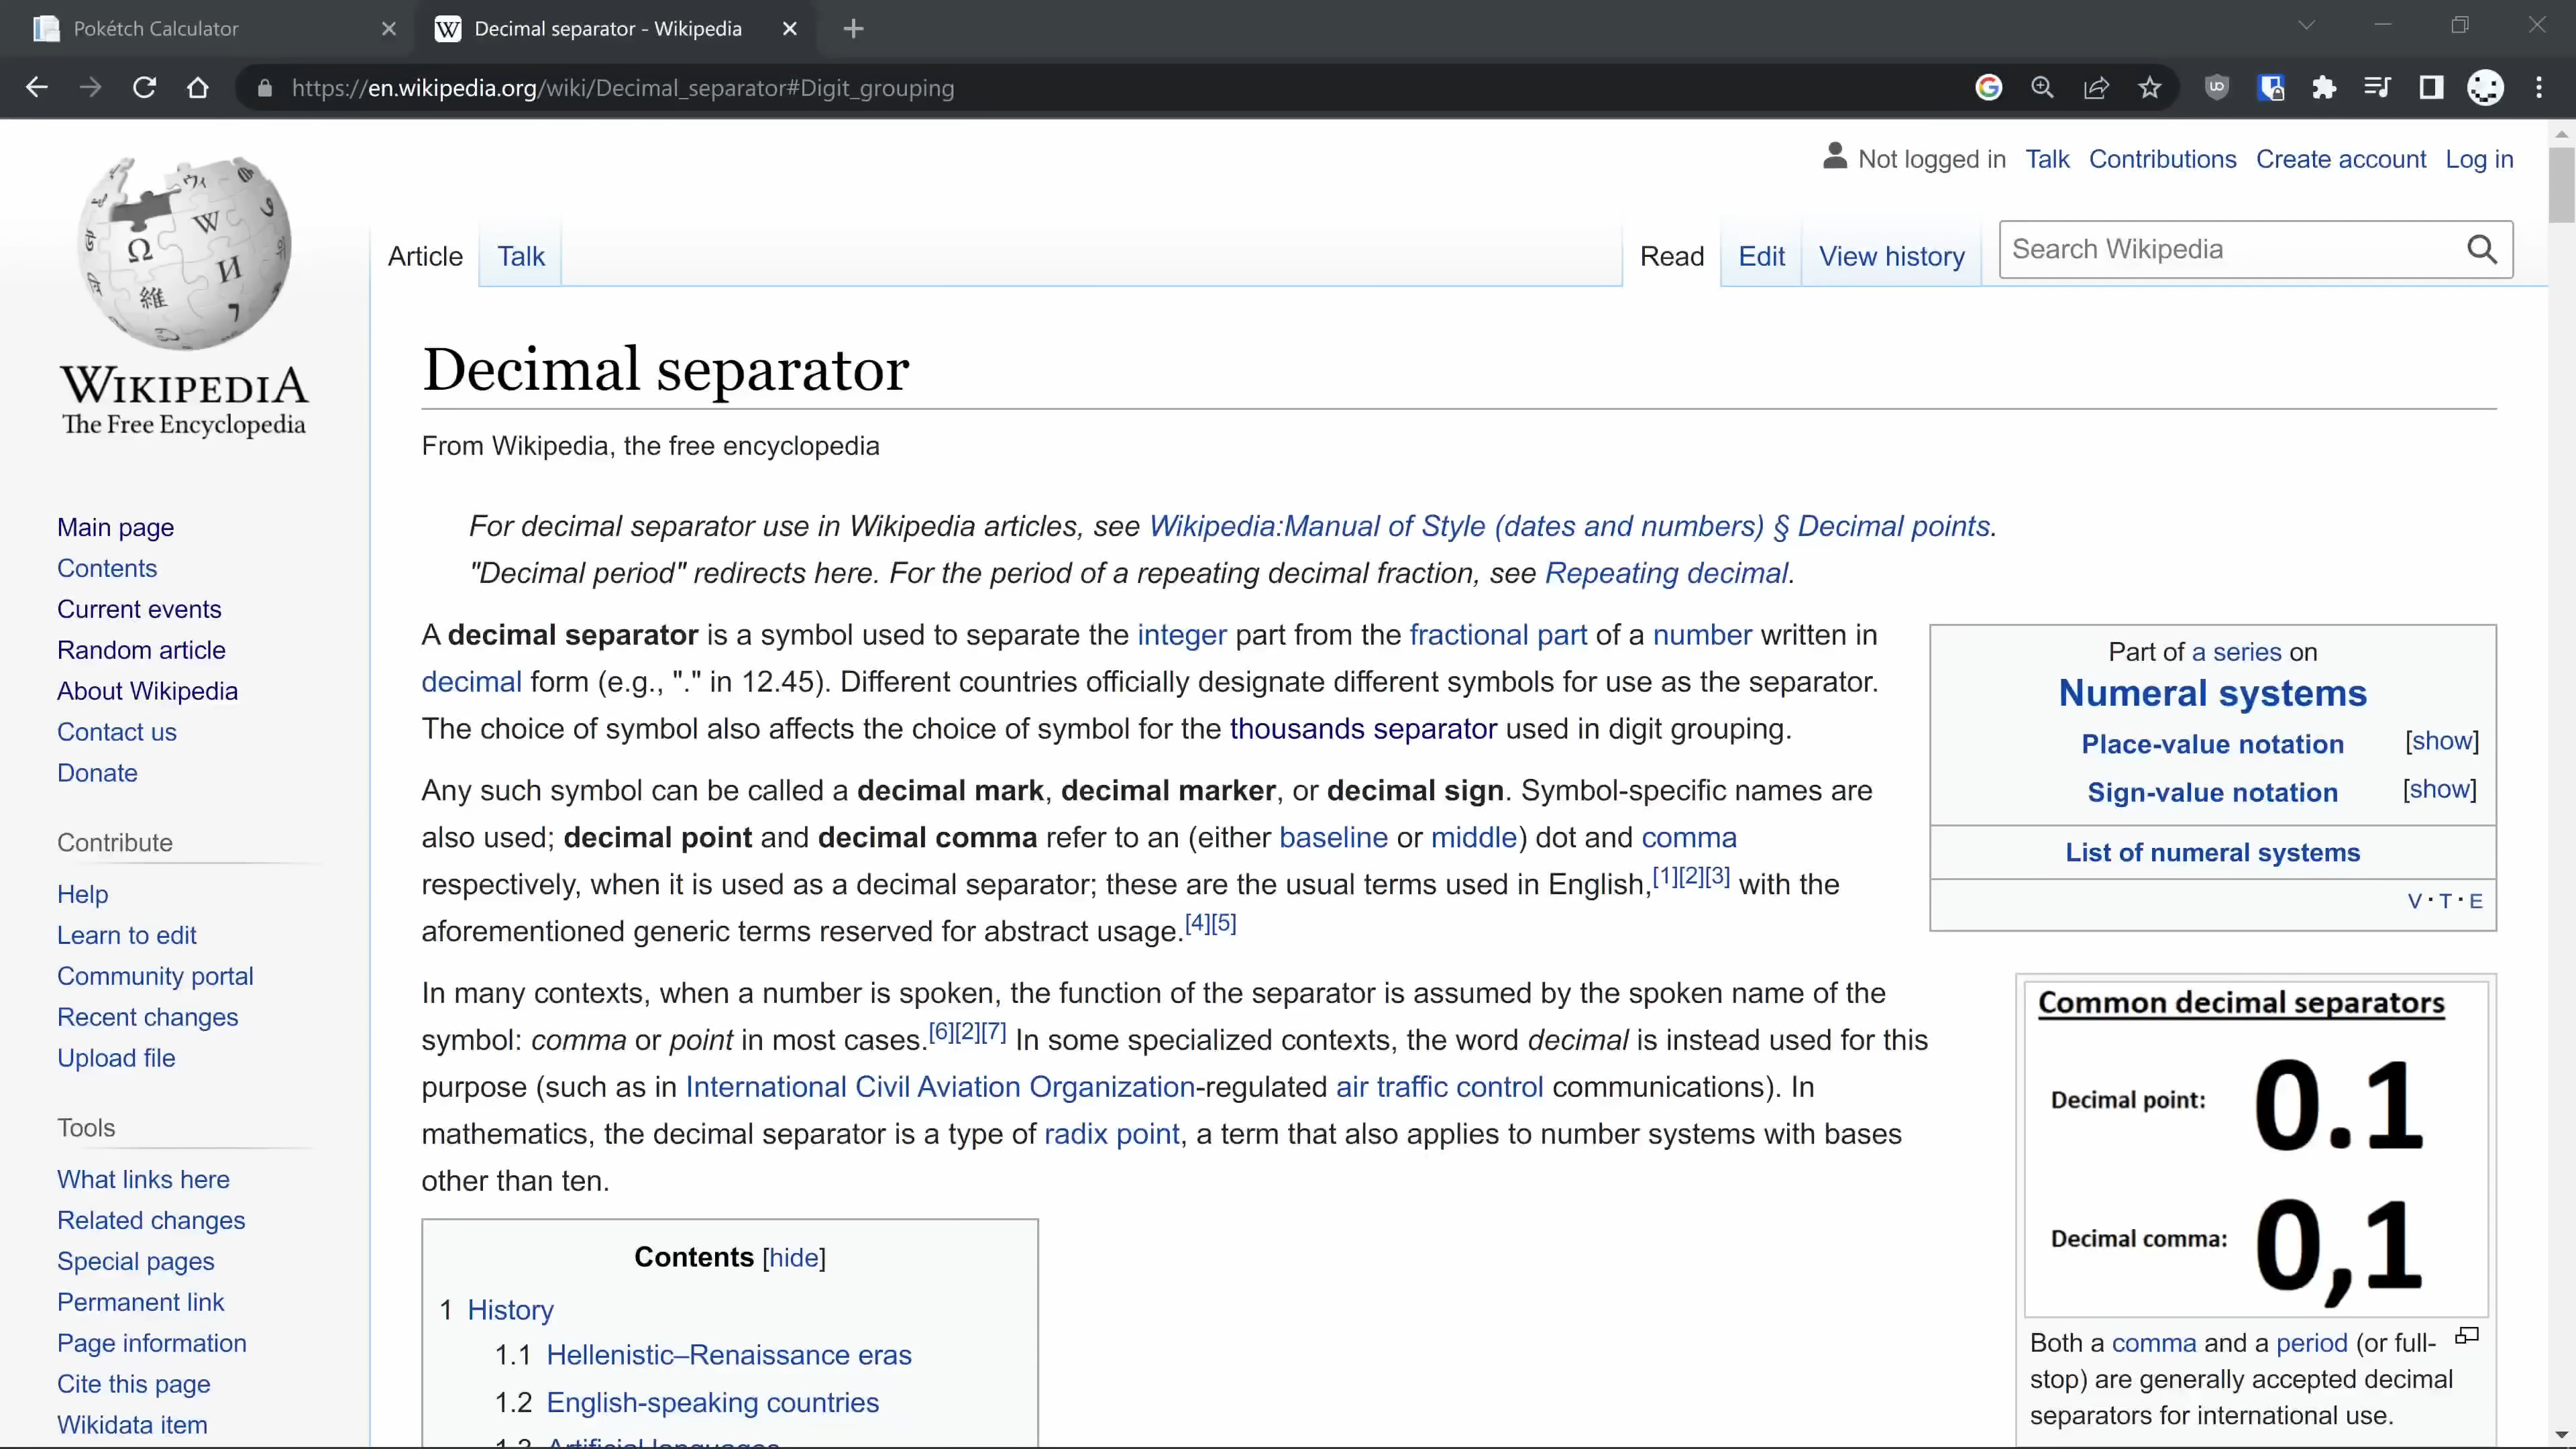 Pokétch Calculator
Decimal separator - Wikipedia
https://en.wikipedia.org/wiki/Decimal_separator#Digit_grouping
Not logged in Talk Contributions Create account Log in
Article Talk Read Edit View history Search Wikipedia
WIKIPEDIA
The Free Encyclopedia
Main page
Contents
Current events
Random article
About Wikipedia
Contact us
Donate
Contribute
Help
Learn to edit
Community portal
Recent changes
Upload file
Tools
What links here
Related changes
Special pages
Permanent link
Page information
Cite this page
Wikidata item
Decimal separator
From Wikipedia, the free encyclopedia
For decimal separator use in Wikipedia articles, see Wikipedia:Manual of Style (dates and numbers) § Decimal points.
"Decimal period" redirects here. For the period of a repeating decimal fraction, see Repeating decimal.
A decimal separator is a symbol used to separate the integer part from the fractional part of a number written in
decimal form (e.g., "." in 12.45). Different countries officially designate different symbols for use as the separator.
The choice of symbol also affects the choice of symbol for the thousands separator used in digit grouping.
Any such symbol can be called a decimal mark, decimal marker, or decimal sign. Symbol-specific names are
also used; decimal point and decimal comma refer to an (either baseline or middle) dot and comma
respectively, when it is used as a decimal separator; these are the usual terms used in English,[1][2][3] with the
aforementioned generic terms reserved for abstract usage.[4][5]
In many contexts, when a number is spoken, the function of the separator is assumed by the spoken name of the
symbol: comma or point in most cases.[6][2][7] In some specialized contexts, the word decimal is instead used for this
purpose (such as in International Civil Aviation Organization-regulated air traffic control communications). In
mathematics, the decimal separator is a type of radix point, a term that also applies to number systems with bases
other than ten.
Contents [hide]
1 History
1.1 Hellenistic–Renaissance eras
1.2 English-speaking countries
1.3 Artificial languages
Part of a series on
Numeral systems
Place-value notation [show]
Sign-value notation [show]
List of numeral systems
V · T · E
Common decimal separators
Decimal point: 0.1
Decimal comma: 0,1
Both a comma and a period (or full-
stop) are generally accepted decimal
separators for international use.